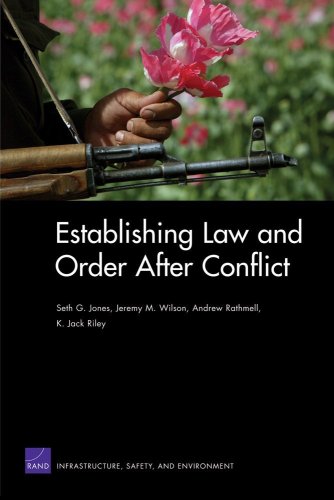 Establishing Law and
Order After Conflict
Seth G. Jones, Jeremy M. Wilson, Andrew Rathmell,
K. Jack Riley
RAND
INFRASTRUCTURE, SAFETY, AND ENVIRONMENT